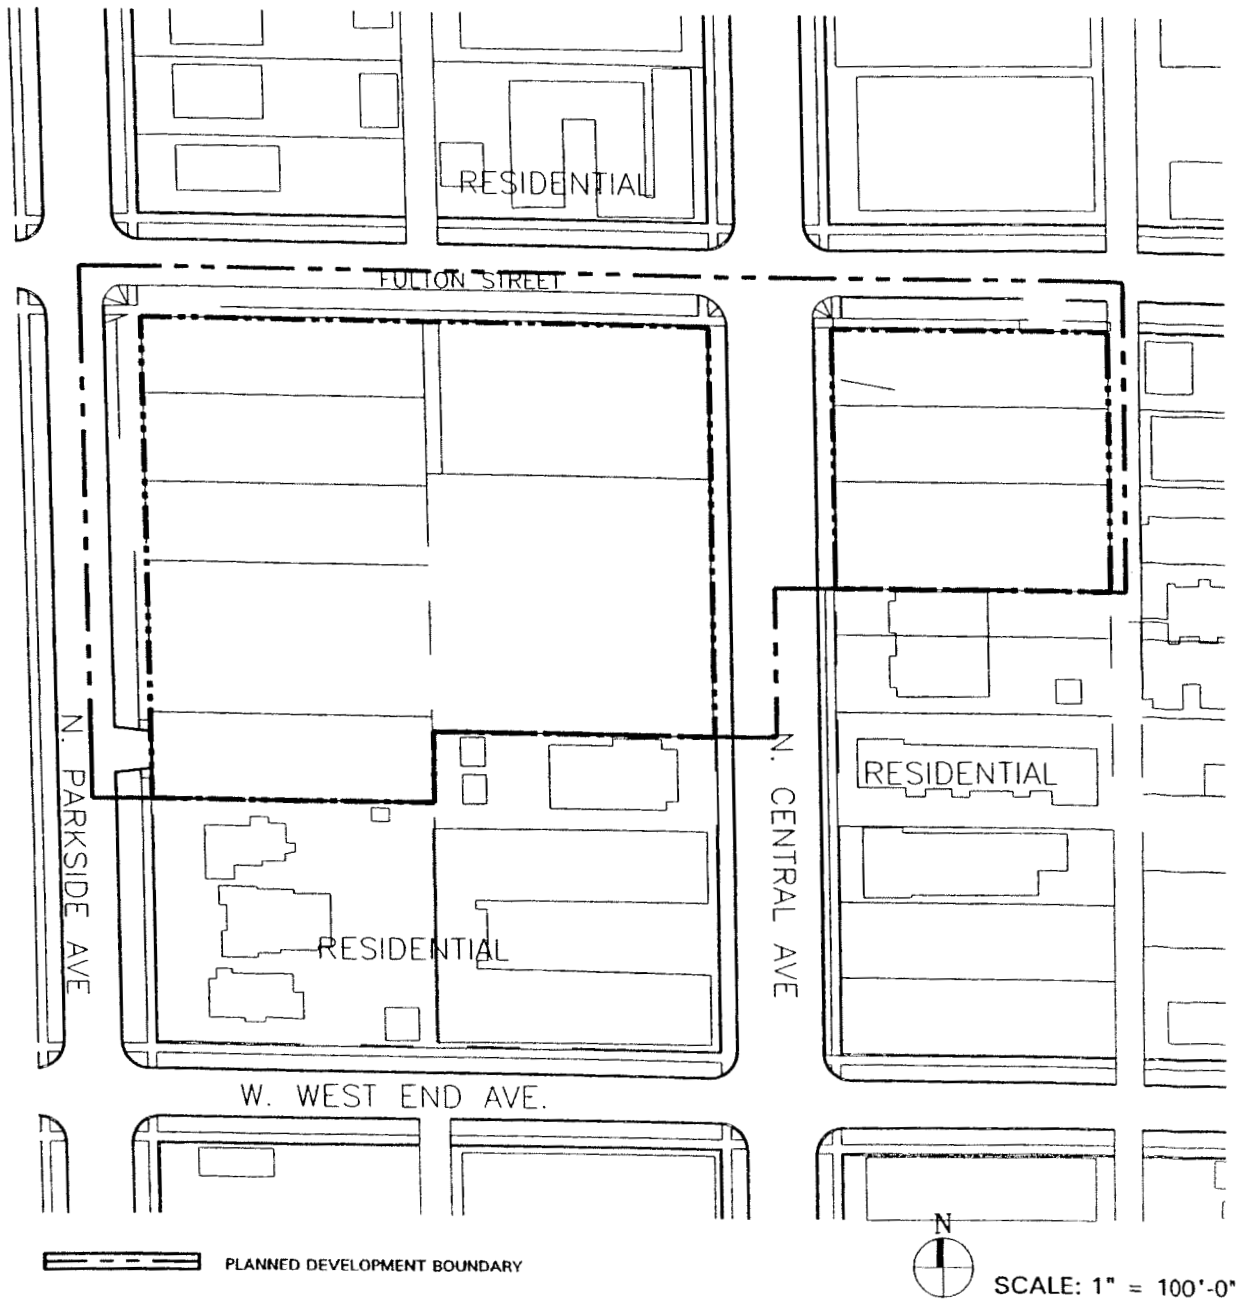 RESIDENTIAL
FULTON STREET
N. PARKSIDE AVE
N. CENTRAL AVE
RESIDENTIAL
RESIDENTIAL
W. WEST END AVE.
PLANNED DEVELOPMENT BOUNDARY
N
SCALE: 1" = 100'-0"